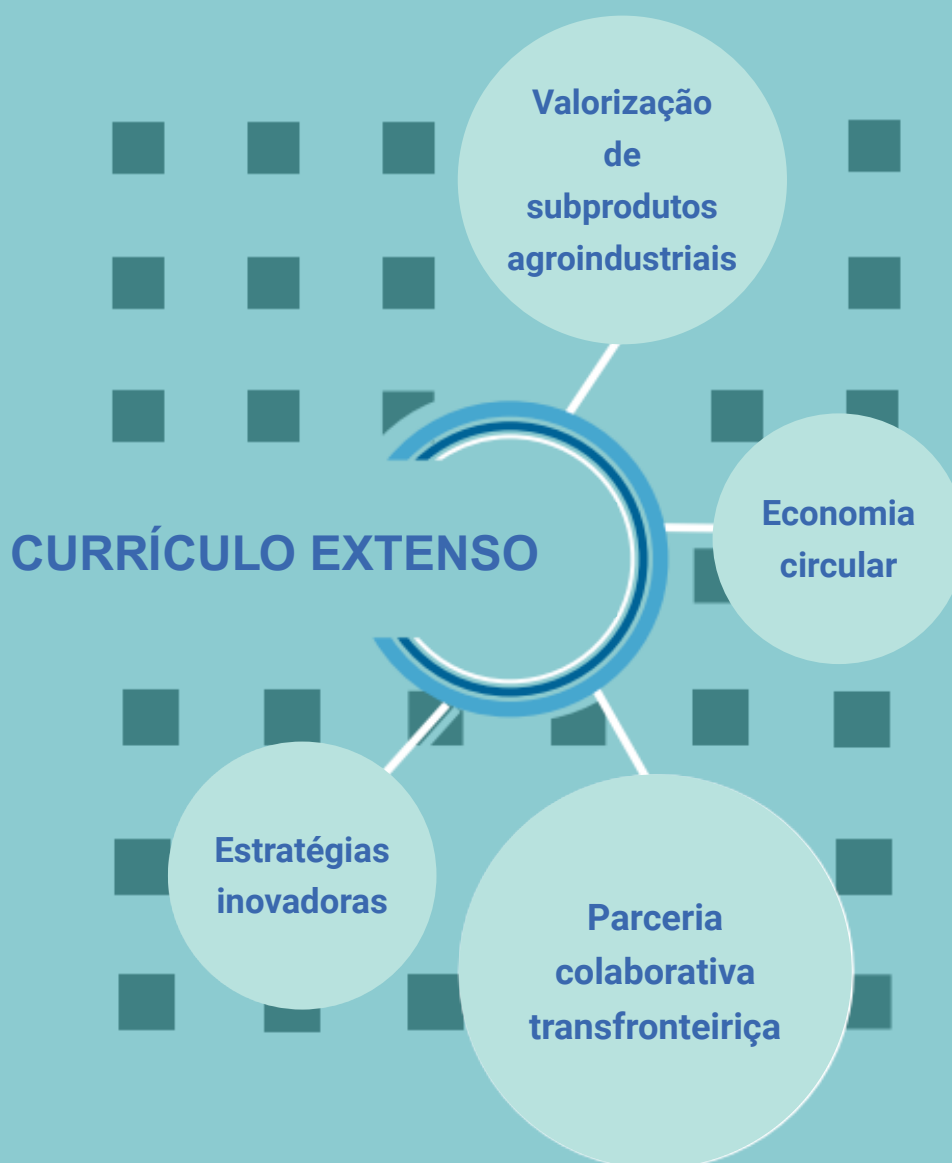 Valorização
de
subprodutos
agroindustriais
Economia
circular
CURRÍCULO EXTENSO
Estratégias
inovadoras
Parceria
colaborativa
transfronteiriça